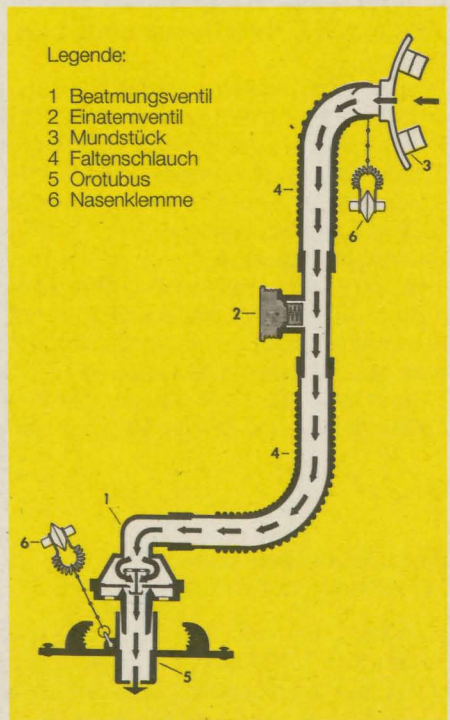 Legende:
1 Beatmungsventil
2 Einatemventil
3 Mundstück
4 Faltenschlauch
5 Orotubus
6 Nasenklemme
3
4
6
2
4
1
6
5